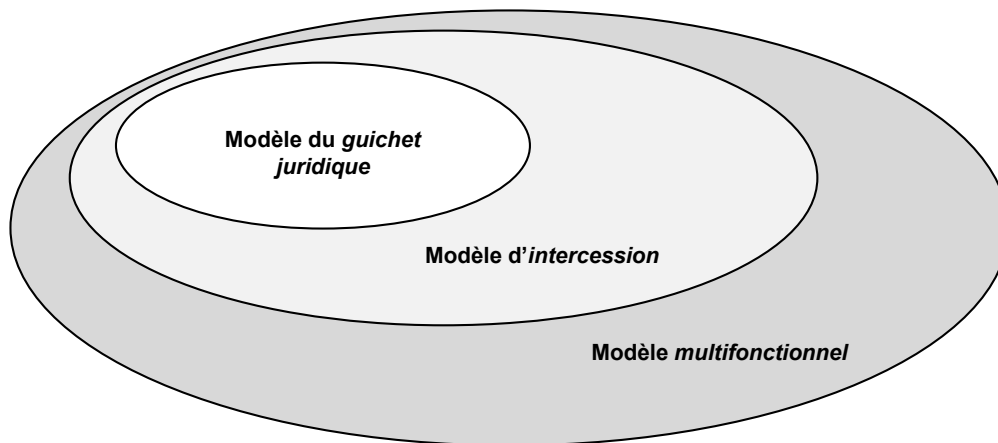 Modèle du guichet
juridique
Modèle d’intercession
Modèle multifonctionnel